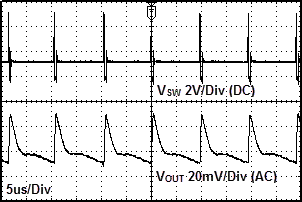 VSW 2V/Div (DC)
VOUT 20mV/Div (AC)
5us/Div